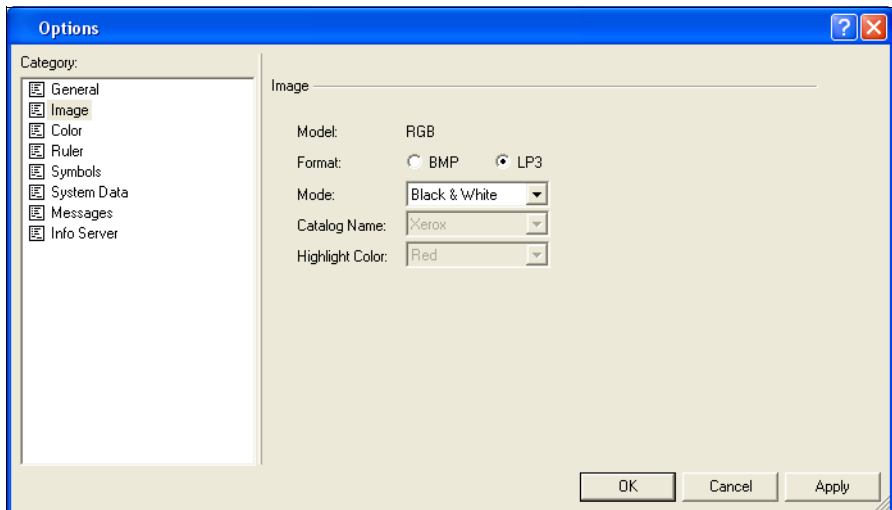 Options
Category:
General
Image
Color
Ruler
Symbols
System Data
Messages
Info Server
Image
Model: RGB
Format: BMP LP3
Mode: Black & White
Catalog Name: Xerox
Highlight Color: Red
OK Cancel Apply